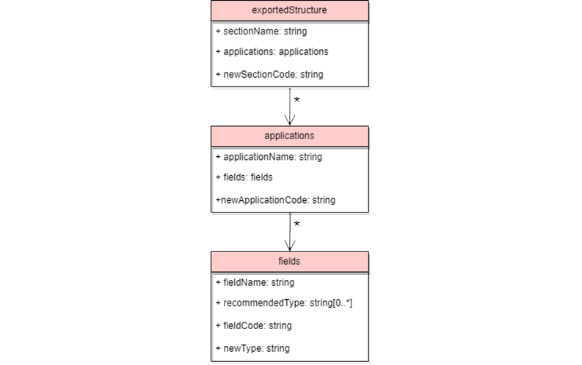 exportedStructure
+ sectionName: string
+ applications: applications
+ newSectionCode: string
*
applications
+ applicationName: string
+ fields: fields
+newApplicationCode: string
*
fields
+ fieldName: string
+ recommendedType: string[0..*]
+ fieldCode: string
+ newType: string